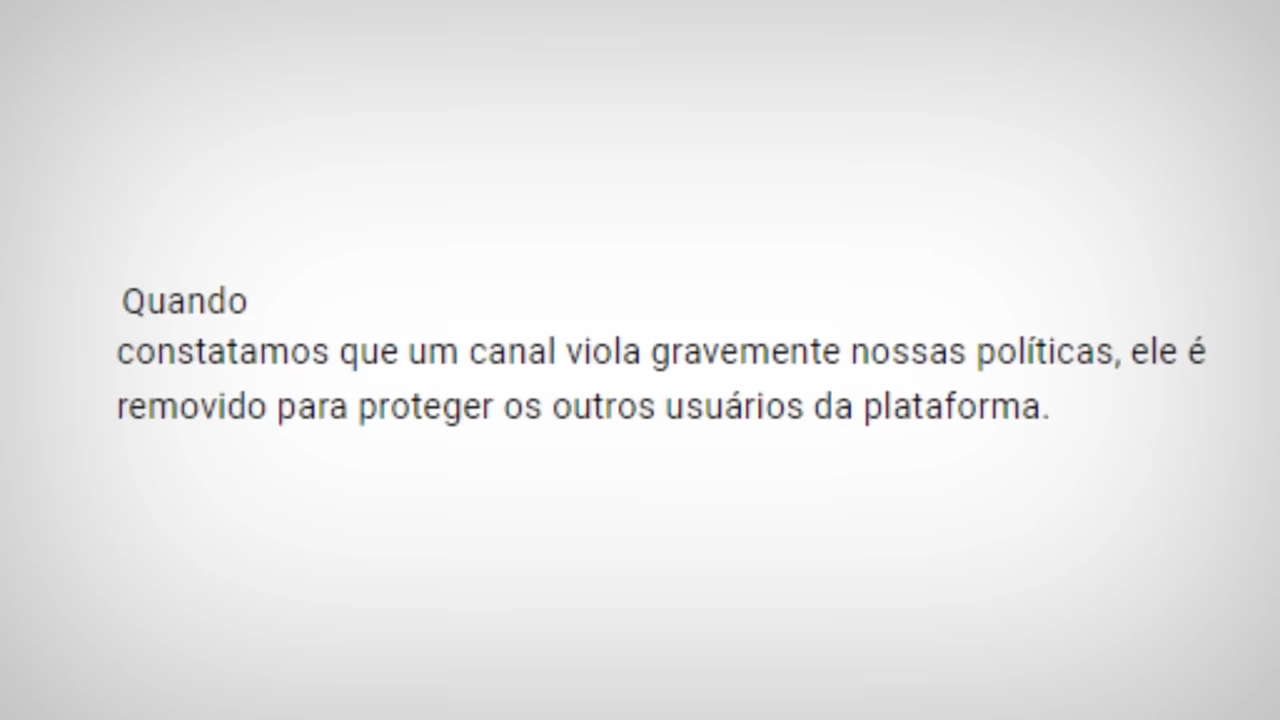 Quando
constatamos que um canal viola gravemente nossas políticas, ele é
removido para proteger os outros usuários da plataforma.